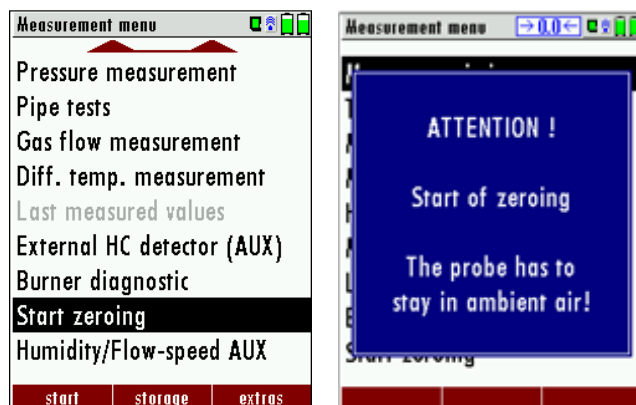 Measurement menu
Pressure measurement
Pipe tests
Gas flow measurement
Diff. temp. measurement
Last measured values
External HC detector (AUX)
Burner diagnostic
Start zeroing
Humidity/Flow-speed AUX
start storage extras
Measurement menu →0.0←
ATTENTION !
Start of zeroing
The probe has to
stay in ambient air!
Start zeroing